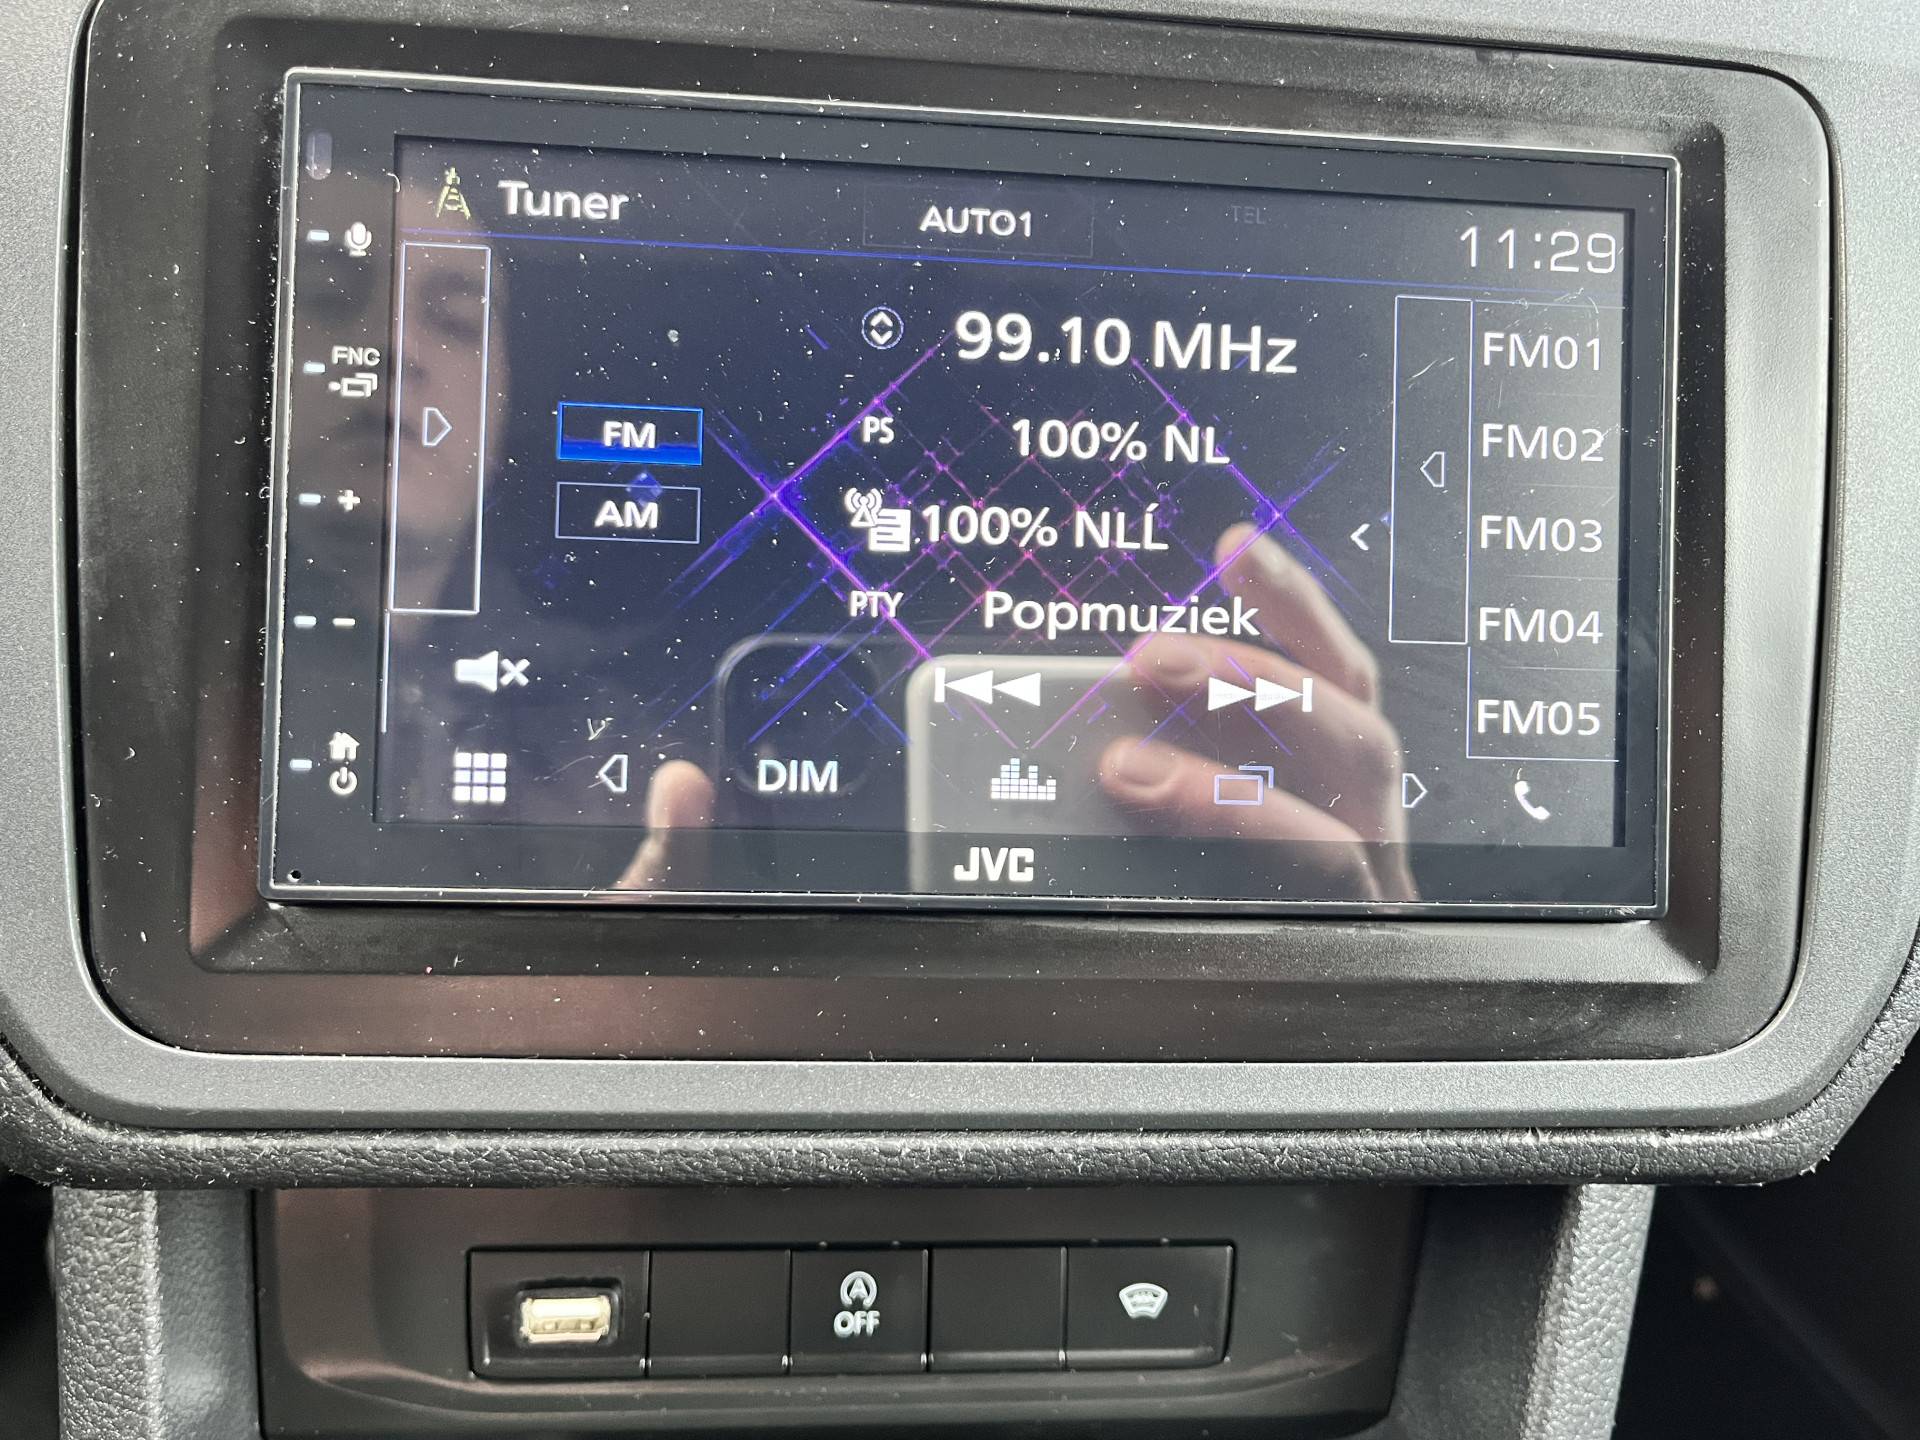 Tuner
AUTO1
TEL
11:29
FNC
99.10 MHz
FM
AM
PS
100% NL
100% NLĹ
PTY
Popmuziek
FM01
FM02
FM03
FM04
FM05
DIM
JVC
A
OFF